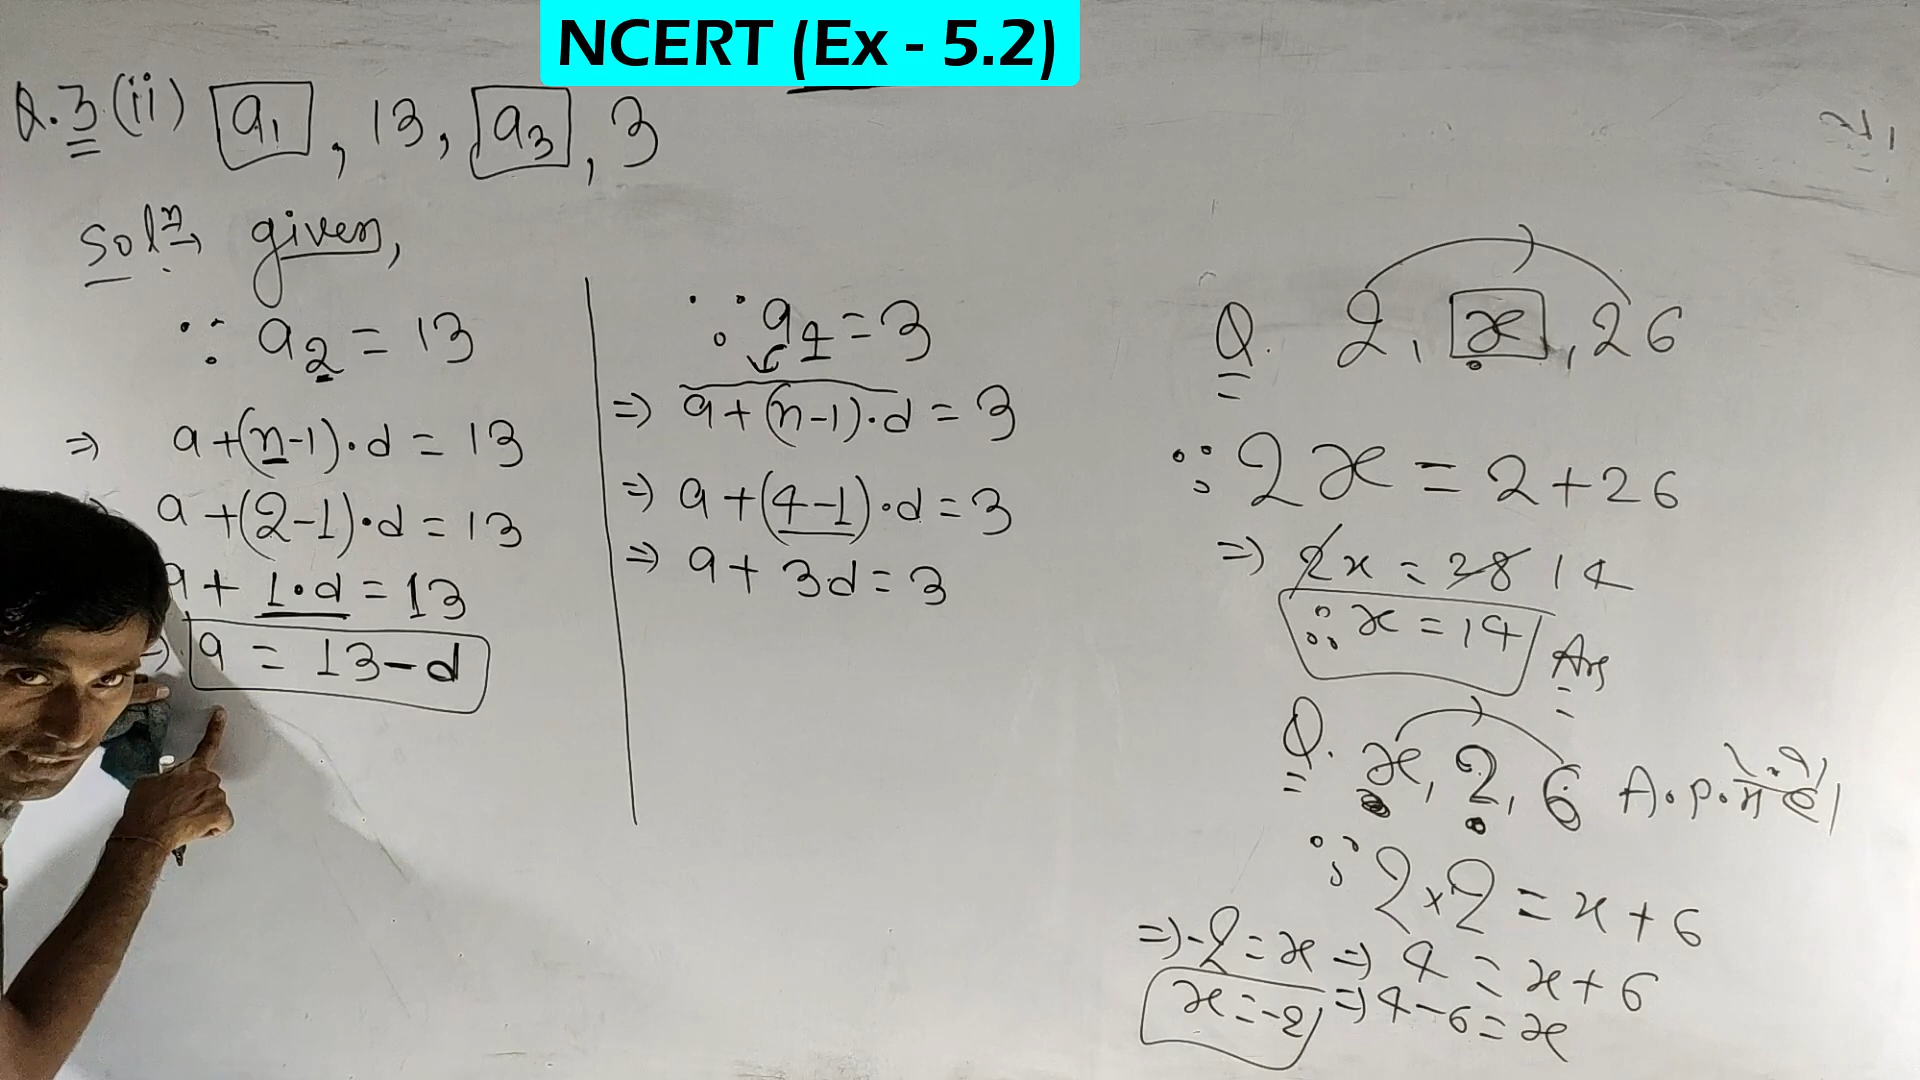 NCERT (Ex - 5.2)
Q.3 (ii) a₁ , 13, a₃ , 3
Solⁿ given,
∵ a₂ = 13
⇒ a+(n-1)·d = 13
a+(2-1)·d = 13
a+ 1·d = 13
a = 13-d
∵ a₄ = 3
⇒ a+(n-1)·d = 3
⇒ a+(4-1)·d = 3
⇒ a+3d = 3
Q. 2, x, 26
∵ 2x = 2+26
⇒ 2x = 28 14
∴ x = 14 Ans
Q. x, 2, 6 A.P.
∵ 2×2 = x+6
⇒ 4 = x+6
⇒ 4-6 = x
⇒ -2 = x
x = -2